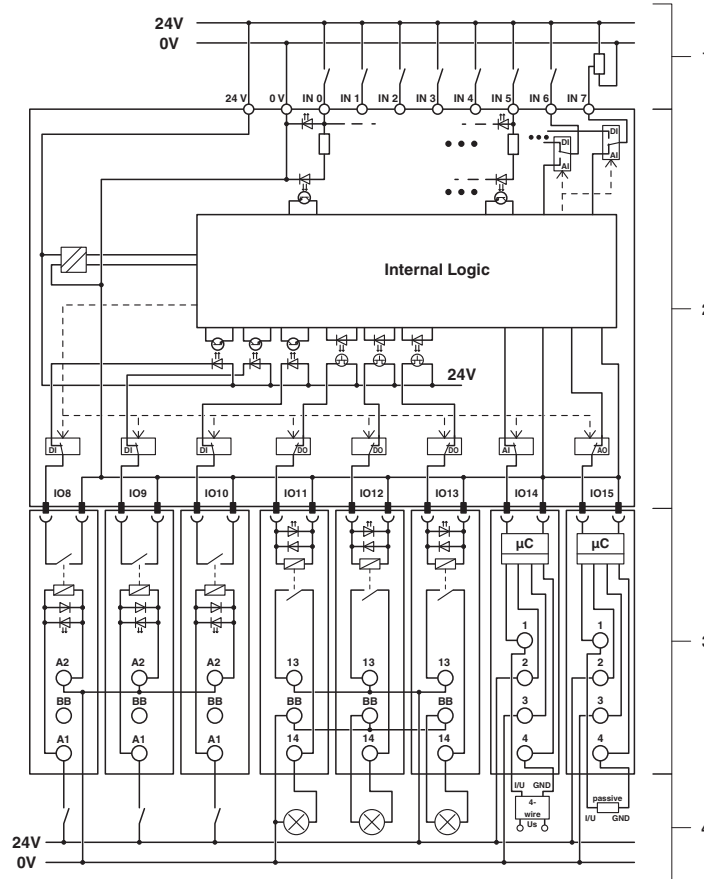 24V
0V
1
24 V 0 V IN 0 IN 1 IN 2 IN 3 IN 4 IN 5 IN 6 IN 7
DI
DI
AI
AI
Internal Logic
2
24V
DI DI DI DO DO DO AI AO
IO8 IO9 IO10 IO11 IO12 IO13 IO14 IO15
µC µC
1 1
3
A2 A2 A2 13 13 13 2 2
BB BB BB BB BB BB 3 3
A1 A1 A1 14 14 14 4 4
I/U GND
4-
wire
Us
passive
I/U GND
4
24V
0V